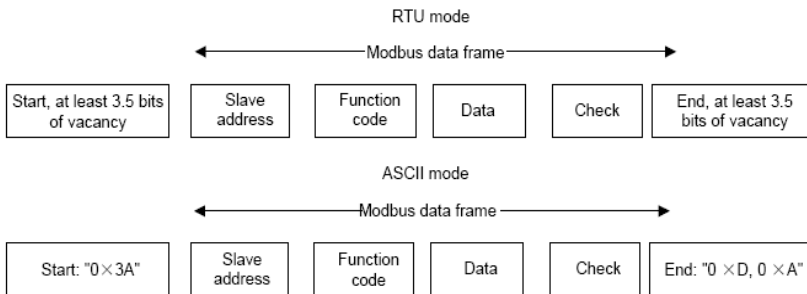 RTU mode
Modbus data frame
Start, at least 3.5 bits
of vacancy
Slave
address
Function
code
Data
Check
End, at least 3.5
bits of vacancy
ASCII mode
Modbus data frame
Start: "0×3A"
Slave
address
Function
code
Data
Check
End: "0 ×D, 0 ×A"